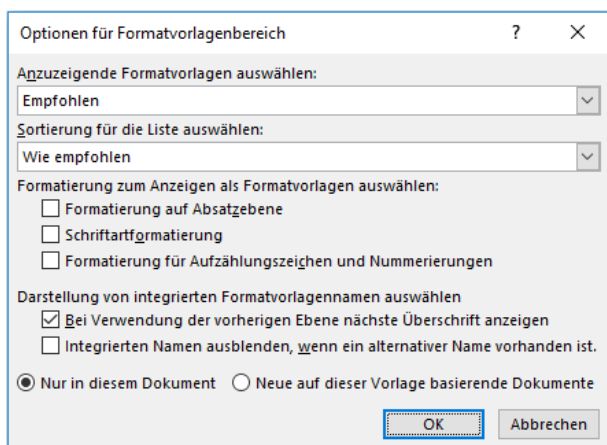 Optionen für Formatvorlagenbereich ?
Anzuzeigende Formatvorlagen auswählen:
Empfohlen
Sortierung für die Liste auswählen:
Wie empfohlen
Formatierung zum Anzeigen als Formatvorlagen auswählen:
Formatierung auf Absatzebene
Schriftartformatierung
Formatierung für Aufzählungszeichen und Nummerierungen
Darstellung von integrierten Formatvorlagennamen auswählen
Bei Verwendung der vorherigen Ebene nächste Überschrift anzeigen
Integrierten Namen ausblenden, wenn ein alternativer Name vorhanden ist.
Nur in diesem Dokument Neue auf dieser Vorlage basierende Dokumente
OK Abbrechen